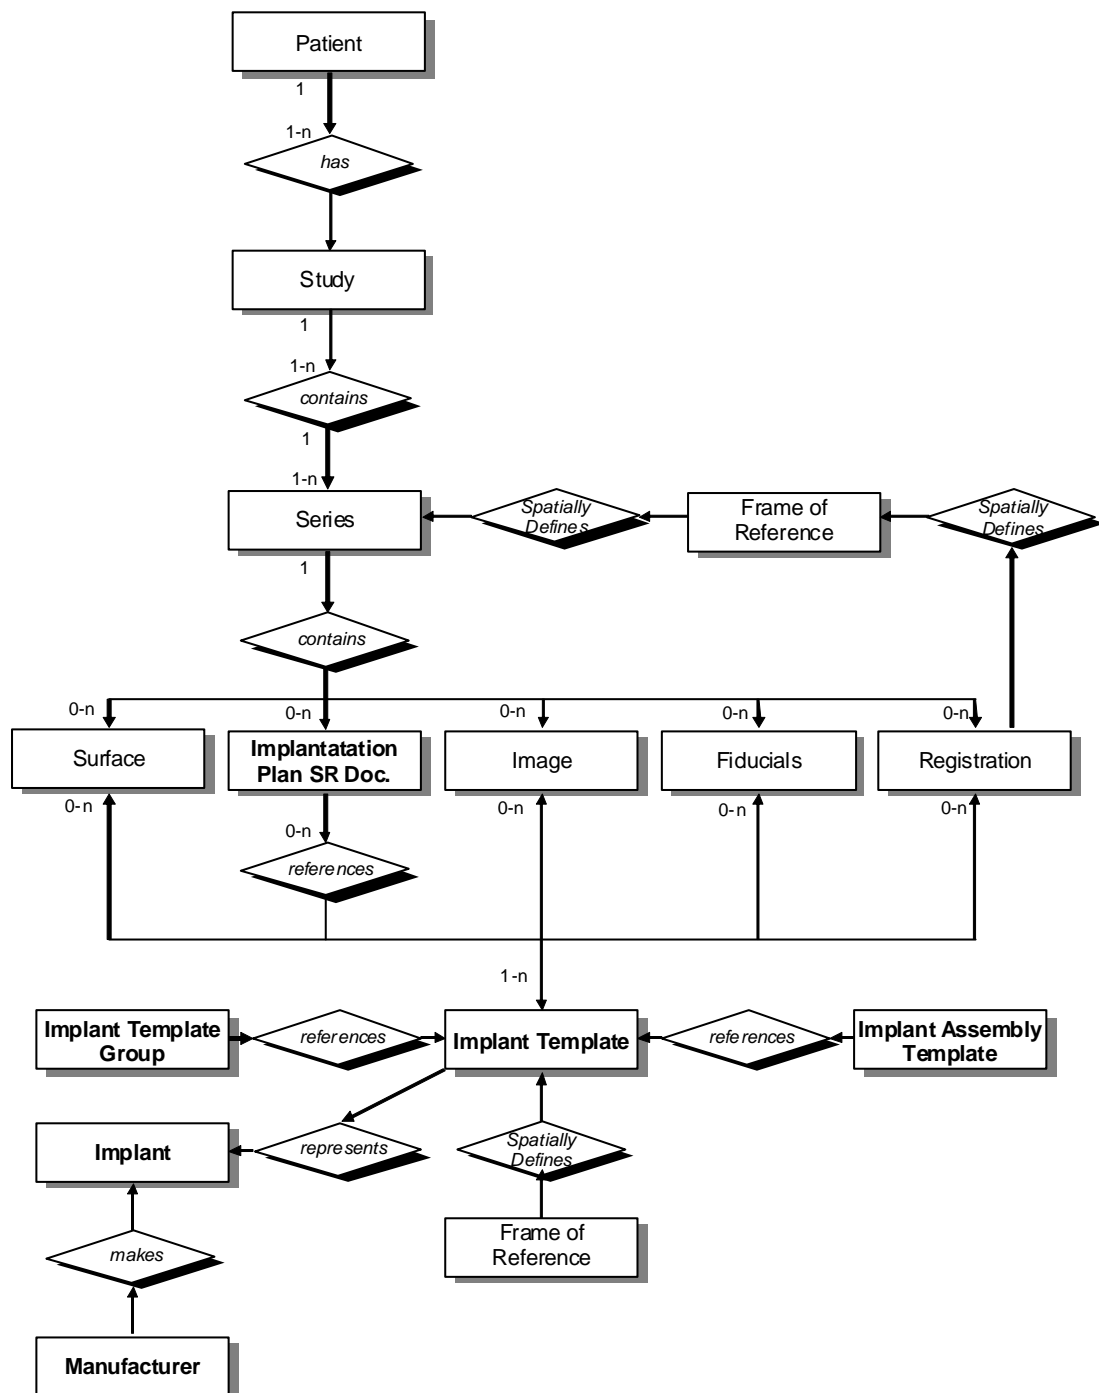 Patient
1
1-n
has
Study
1
1-n
contains
1
1-n
Series
Spatially
Defines
Frame of
Reference
Spatially
Defines
1
contains
0-n
0-n
0-n
0-n
0-n
Surface
Implantatation
Plan SR Doc.
Image
Fiducials
Registration
0-n
0-n
0-n
0-n
0-n
references
1-n
Implant Template
Group
references
Implant Template
references
Implant Assembly
Template
Implant
represents
Spatially
Defines
Frame of
Reference
makes
Manufacturer